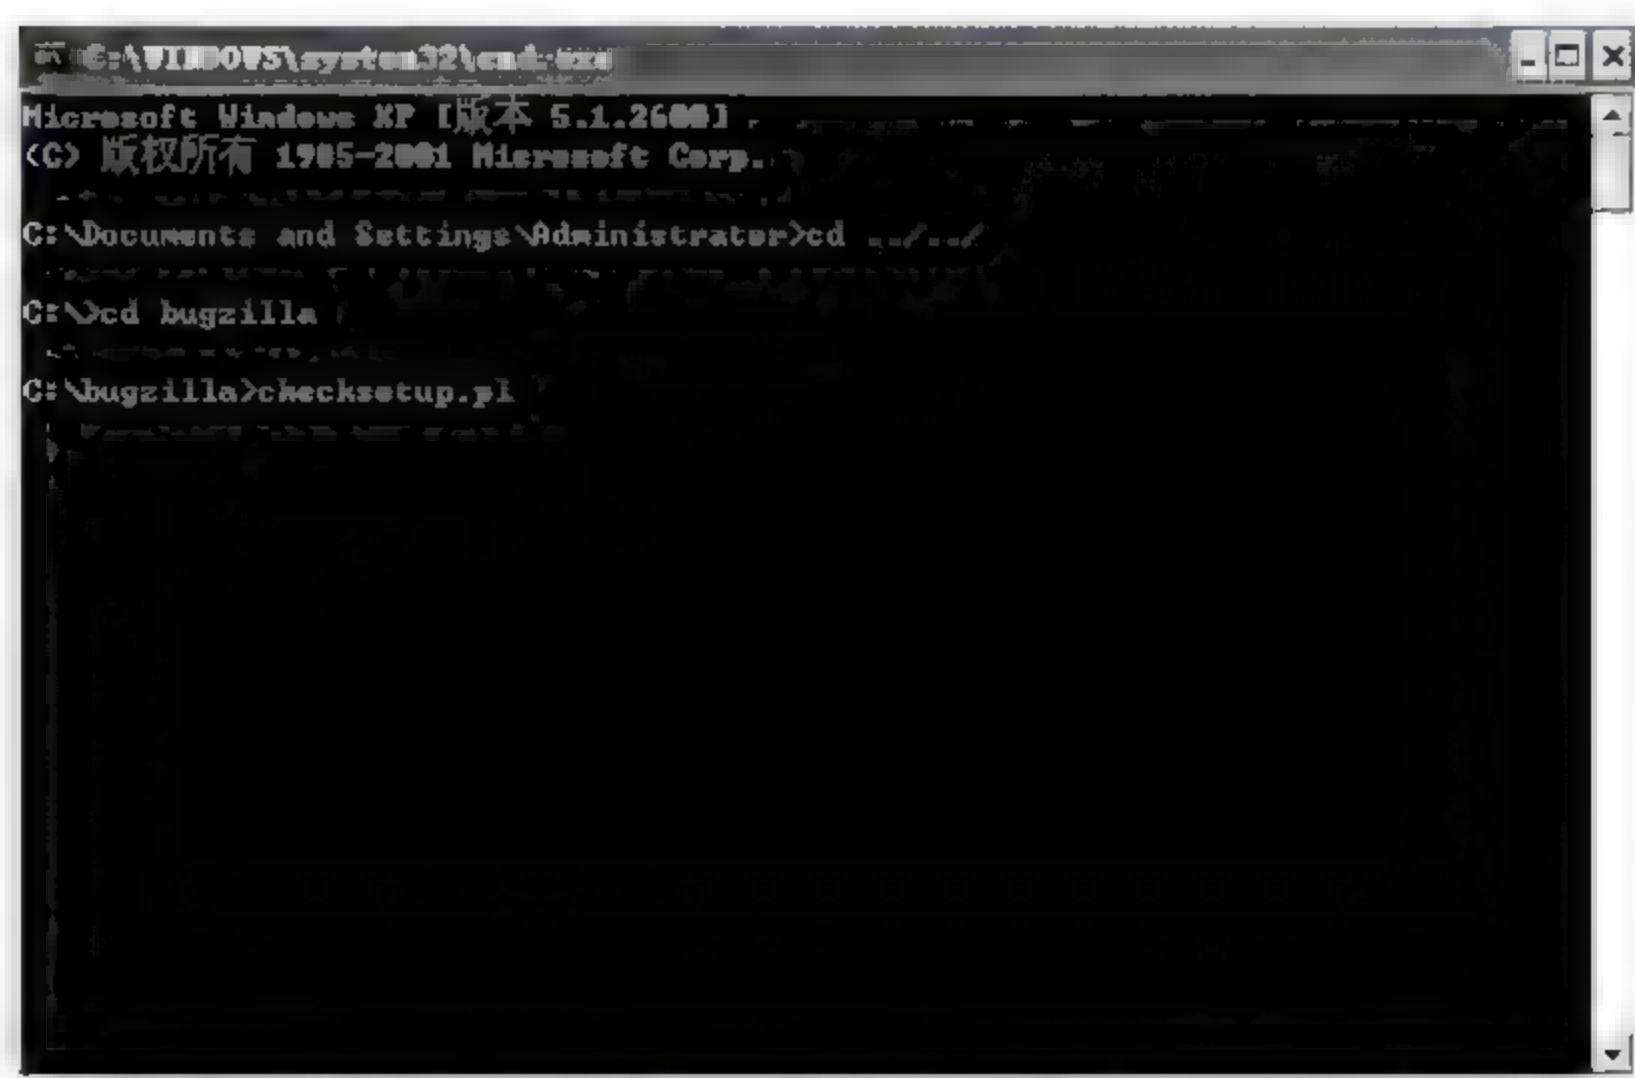 C:\WINDOWS\system32\cmd.exe
Microsoft Windows XP [版本 5.1.2600]
(C) 版权所有 1985-2001 Microsoft Corp.
C:\Documents and Settings\Administrator>cd ../../
C:\>cd bugzilla
C:\bugzilla>checksetup.pl